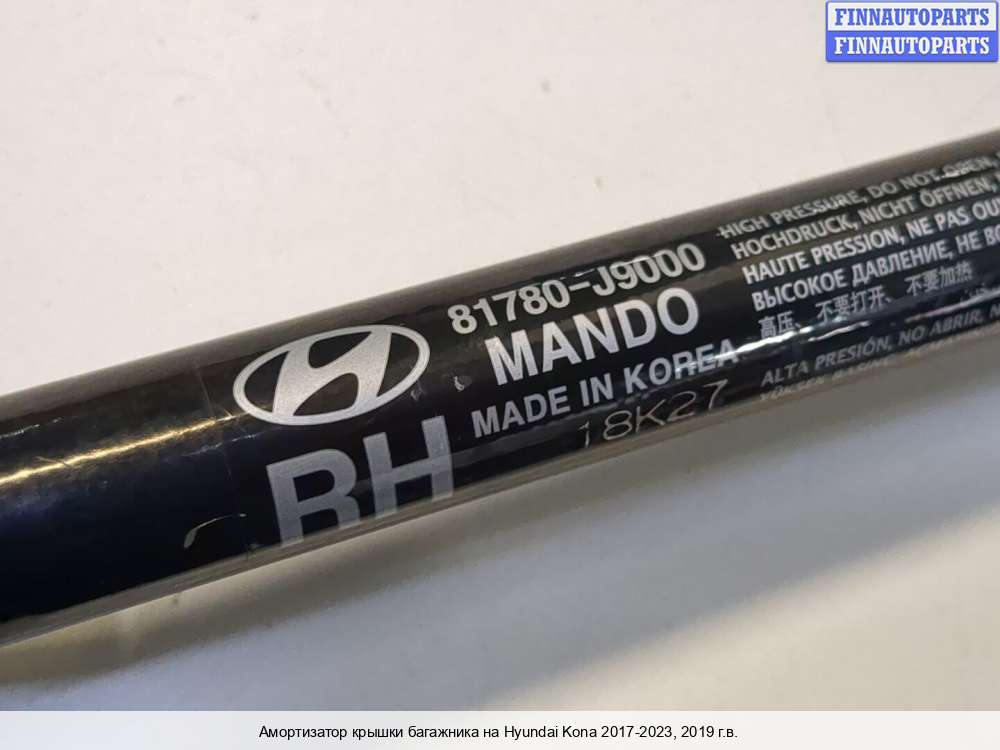 FINNAUTOPARTS
FINNAUTOPARTS
81780-J9000
MANDO
MADE IN KOREA
18K27
RH
HIGH PRESSURE, DO NOT OPEN,
HOCHDRUCK, NICHT ÖFFNEN,
HAUTE PRESSION, NE PAS
ВЫСОКОЕ ДАВЛЕНИЕ, НЕ
高压、不要打开、不要加热
ALTA PRESIÓN, NO ABRIR,
Амортизатор крышки багажника на Hyundai Kona 2017-2023, 2019 г.в.